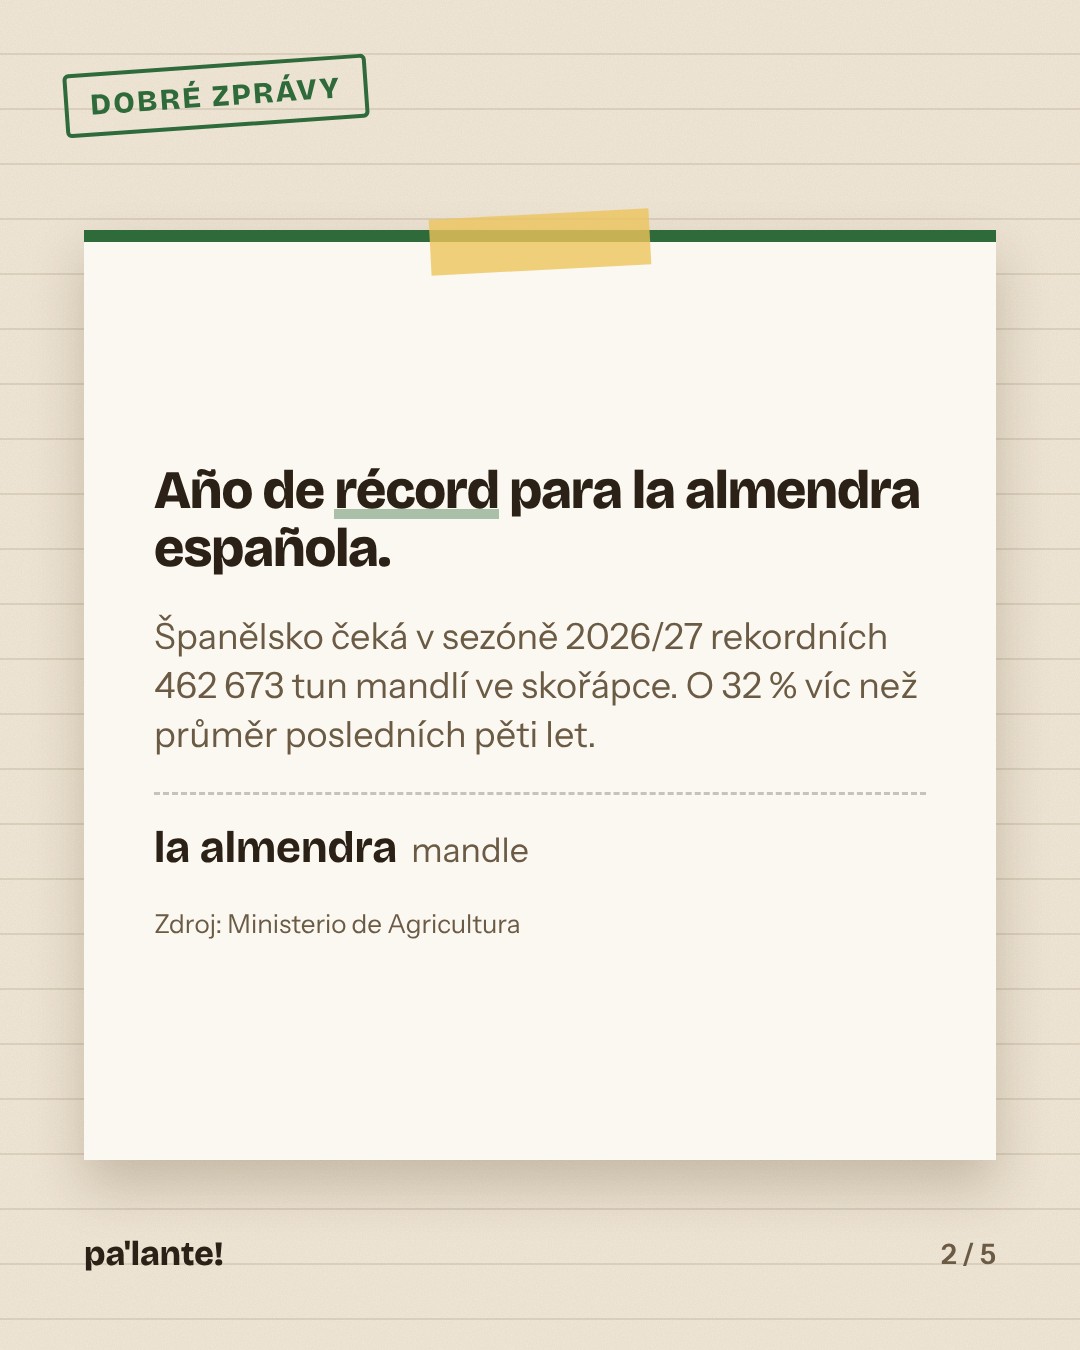 DOBRÉ ZPRÁVY
Año de récord para la almendra
española.
Španělsko čeká v sezóně 2026/27 rekordních
462 673 tun mandlí ve skořápce. O 32 % víc než
průměr posledních pěti let.
la almendra mandle
Zdroj: Ministerio de Agricultura
pa'lante!
2 / 5